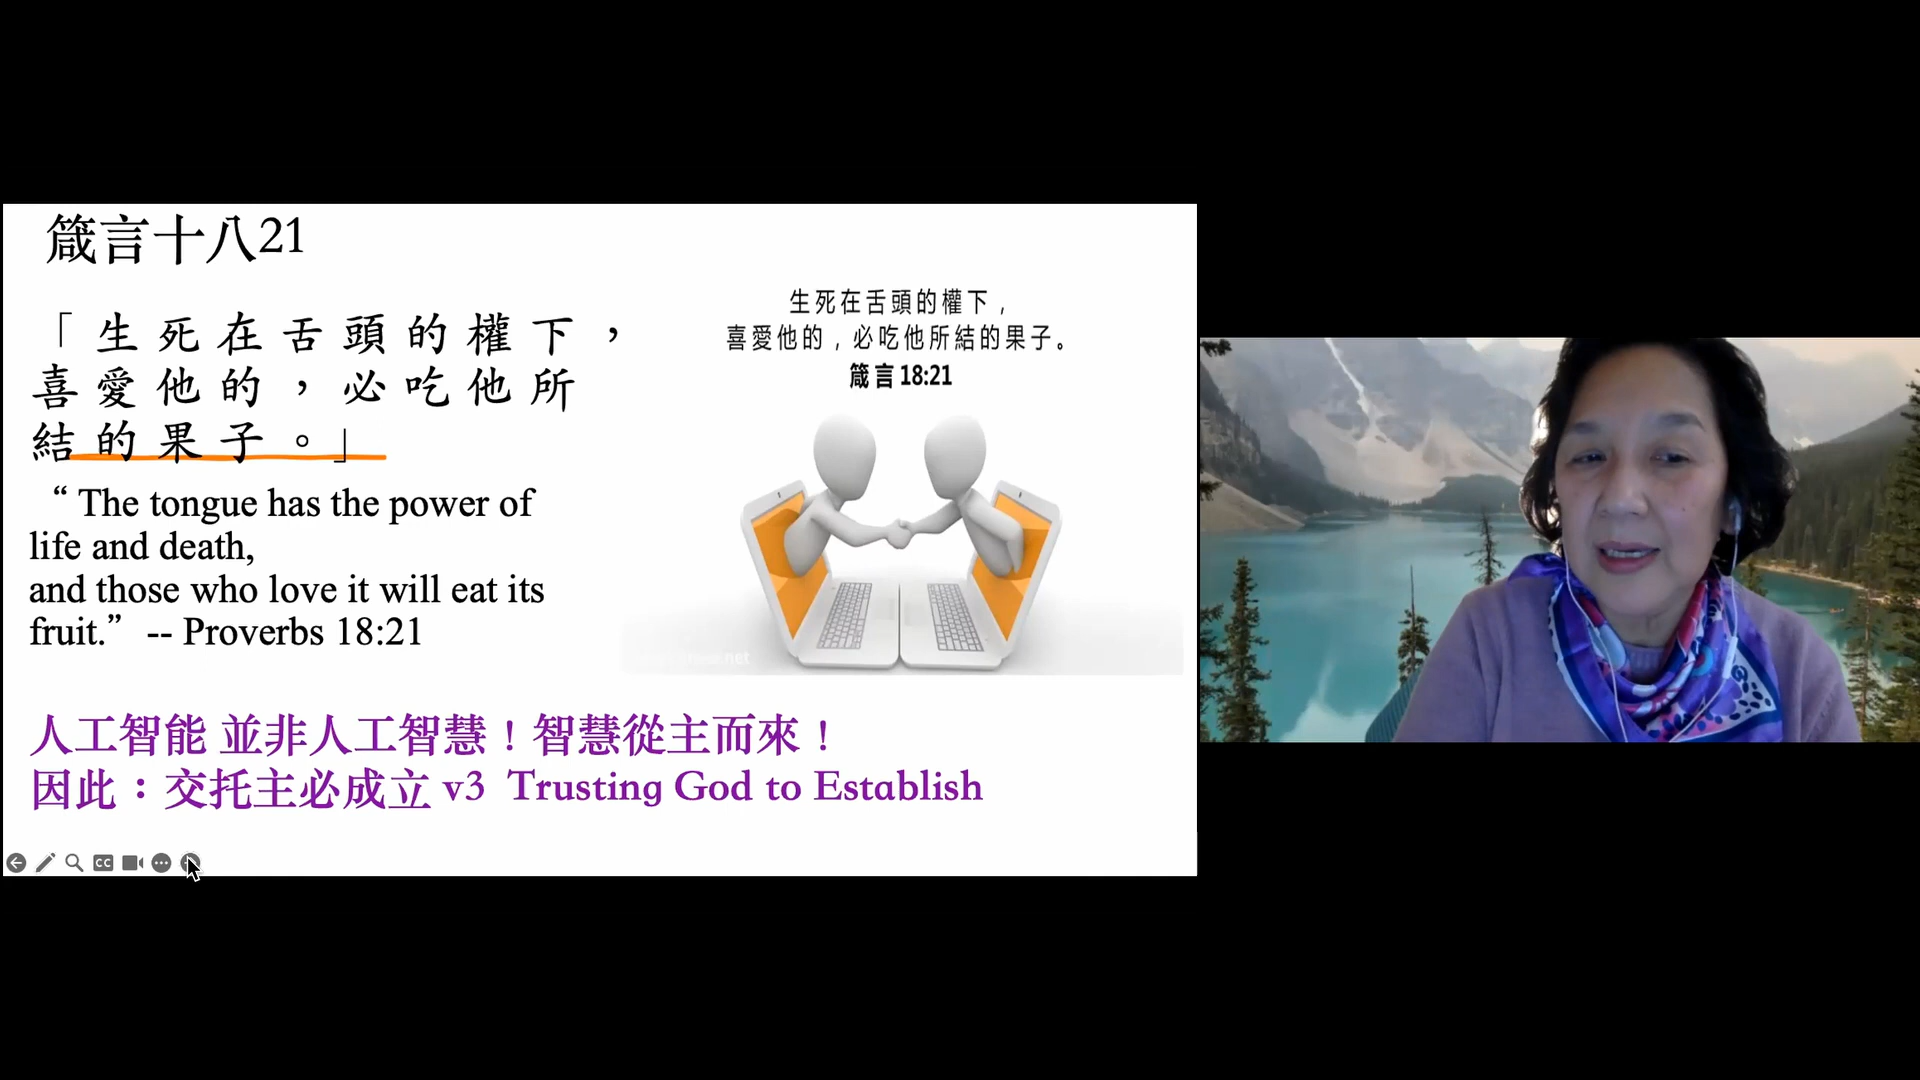 箴言十八21
「生死在舌頭的權下，
喜愛他的，必吃他所
結的果子。」
“ The tongue has the power of
life and death,
and those who love it will eat its
fruit.” -- Proverbs 18:21
生死在舌頭的權下，
喜愛他的，必吃他所結的果子。
箴言18:21
人工智能 並非人工智慧！智慧從主而來！
因此：交托主必成立 v3 Trusting God to Establish
CC